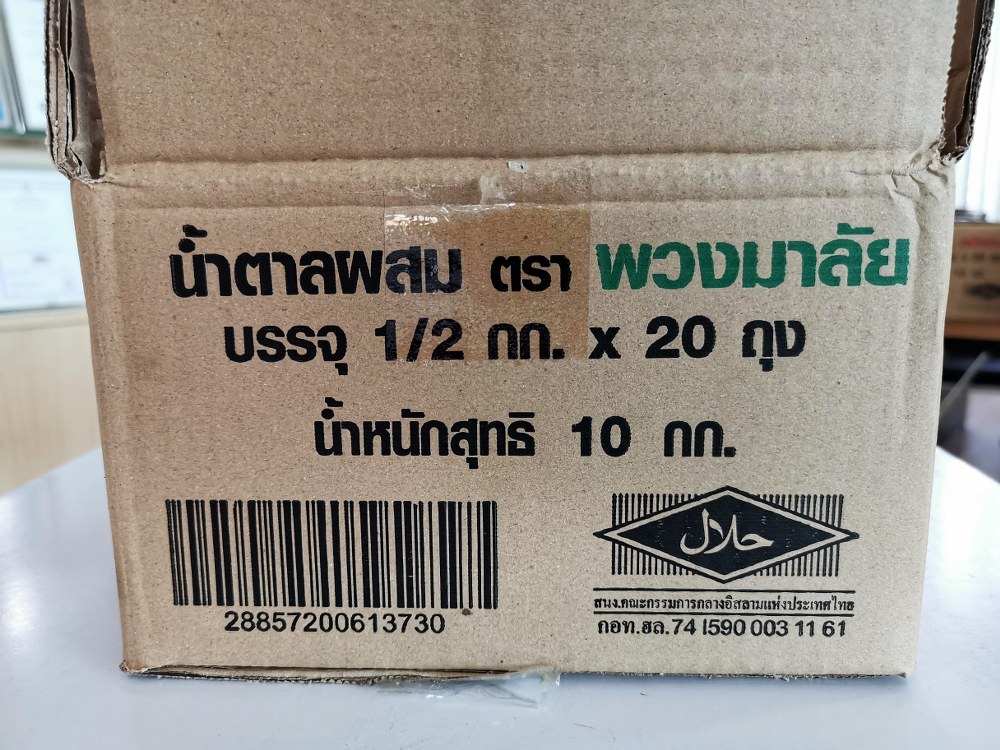 น้ำตาลผสม ตรา พวงมาลัย
บรรจุ 1/2 กก. x 20 ถุง
น้ำหนักสุทธิ 10 กก.
28857200613730
حلال
สนง.คณะกรรมการกลางอิสลามแห่งประเทศไทย
กอท.ฮล. 74 I590 003 11 61